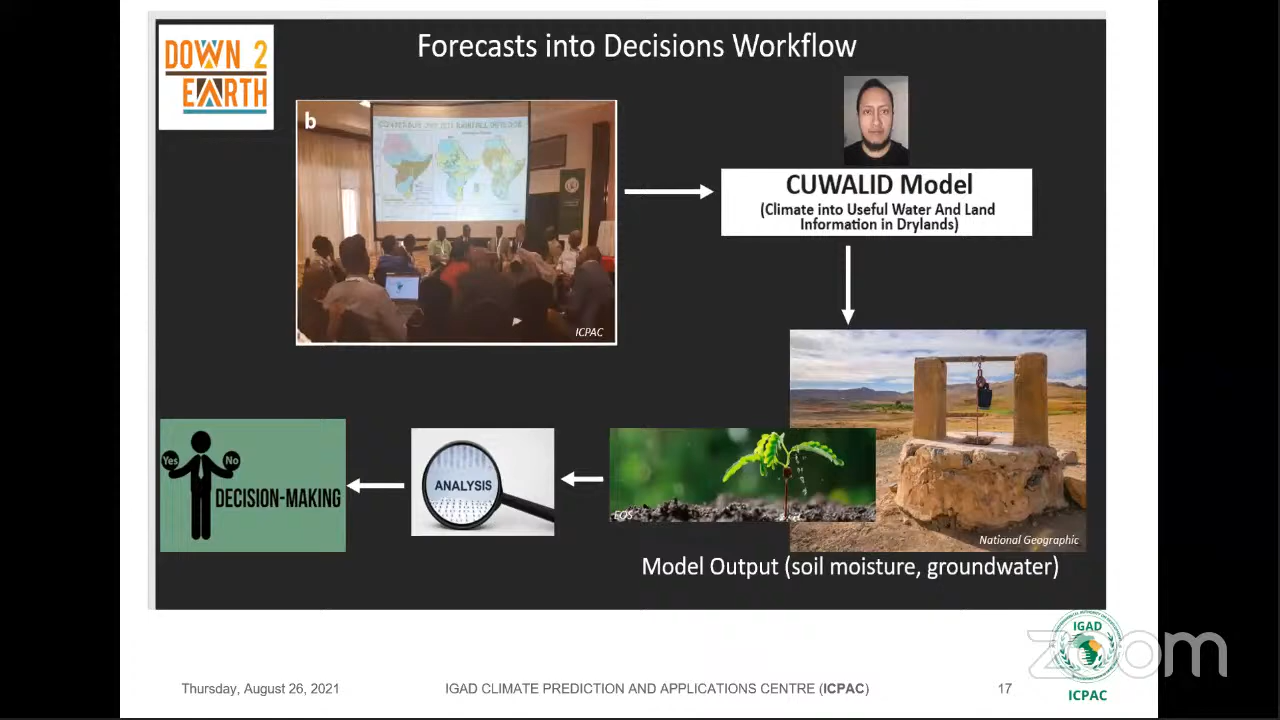 DOWN 2
EARTH
Forecasts into Decisions Workflow
b
ICPAC
CUWALID Model
(Climate into Useful Water And Land
Information in Drylands)
National Geographic
EOS
Model Output (soil moisture, groundwater)
ANALYSIS
Yes
No
DECISION-MAKING
Thursday, August 26, 2021
IGAD CLIMATE PREDICTION AND APPLICATIONS CENTRE (ICPAC)
17
IGAD
ICPAC
zoom